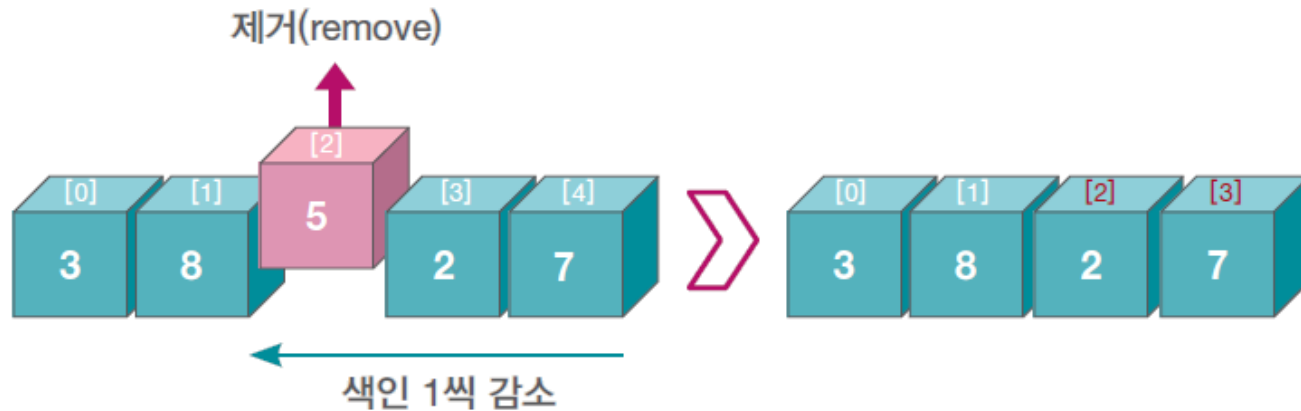 제거(remove)
[2]
[0] [1] [3] [4] [0] [1] [2] [3]
5
3 8 2 7 3 8 2 7
색인 1씩 감소